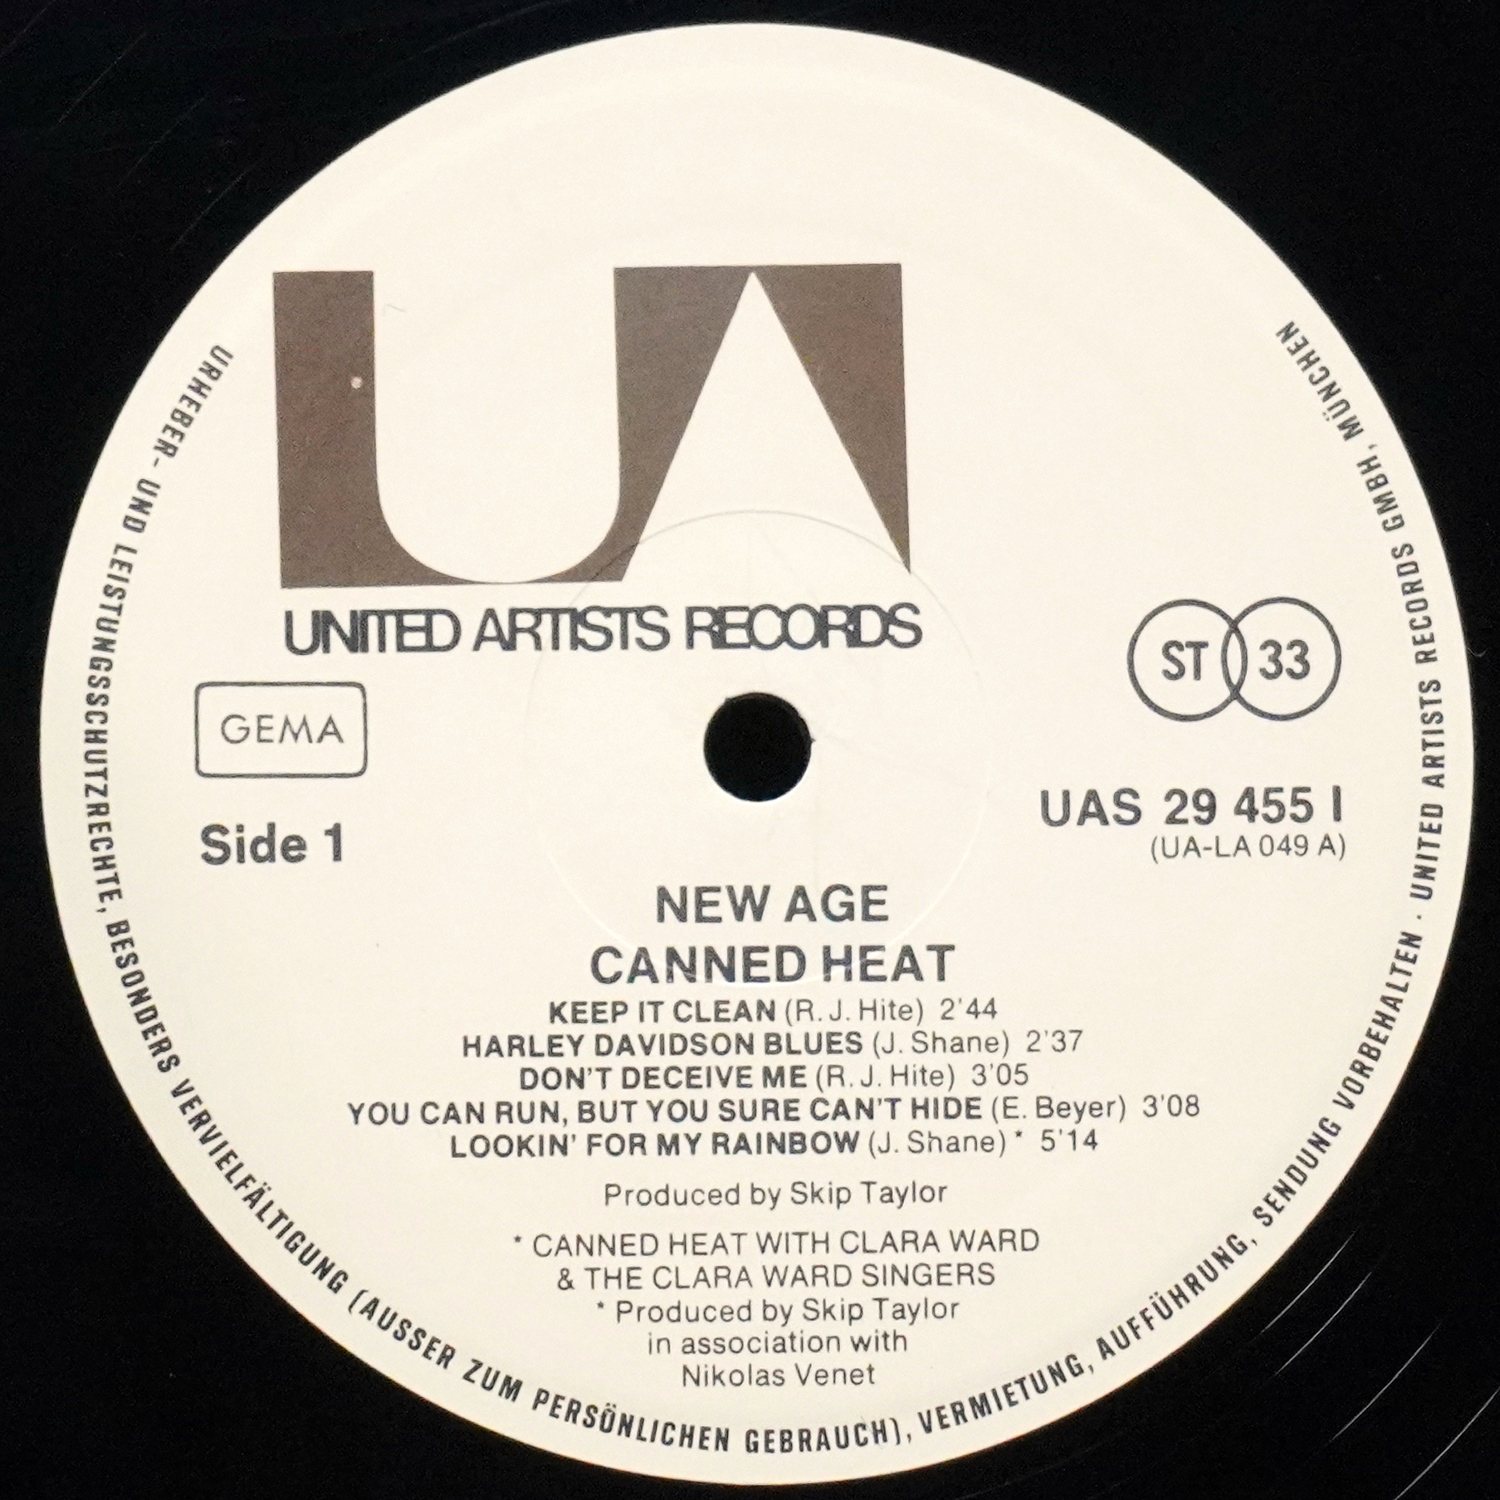 UA
UNITED ARTISTS RECORDS
GEMA
ST 33
Side 1
UAS 29 455 I
(UA-LA 049 A)
NEW AGE
CANNED HEAT
KEEP IT CLEAN (R. J. Hite) 2'44
HARLEY DAVIDSON BLUES (J. Shane) 2'37
DON'T DECEIVE ME (R. J. Hite) 3'05
YOU CAN RUN, BUT YOU SURE CAN'T HIDE (E. Beyer) 3'08
LOOKIN' FOR MY RAINBOW (J. Shane) * 5'14
Produced by Skip Taylor
* CANNED HEAT WITH CLARA WARD
& THE CLARA WARD SINGERS
* Produced by Skip Taylor
in association with
Nikolas Venet
URHEBER- UND LEISTUNGSSCHUTZRECHTE, BESONDERS VERVIELFÄLTIGUNG (AUSSER ZUM PERSÖNLICHEN GEBRAUCH), VERMIETUNG, AUFFÜHRUNG, SENDUNG VORBEHALTEN · UNITED ARTISTS RECORDS GMBH, MÜNCHEN